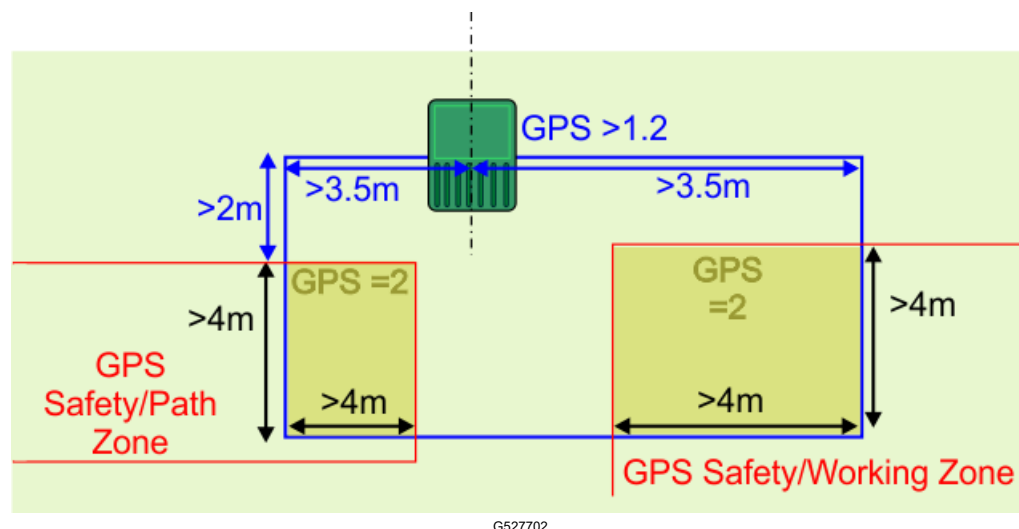 GPS >1.2
>3.5m
>3.5m
>2m
GPS =2
GPS
=2
>4m
>4m
GPS
Safety/Path
Zone
>4m
>4m
GPS Safety/Working Zone
G527702